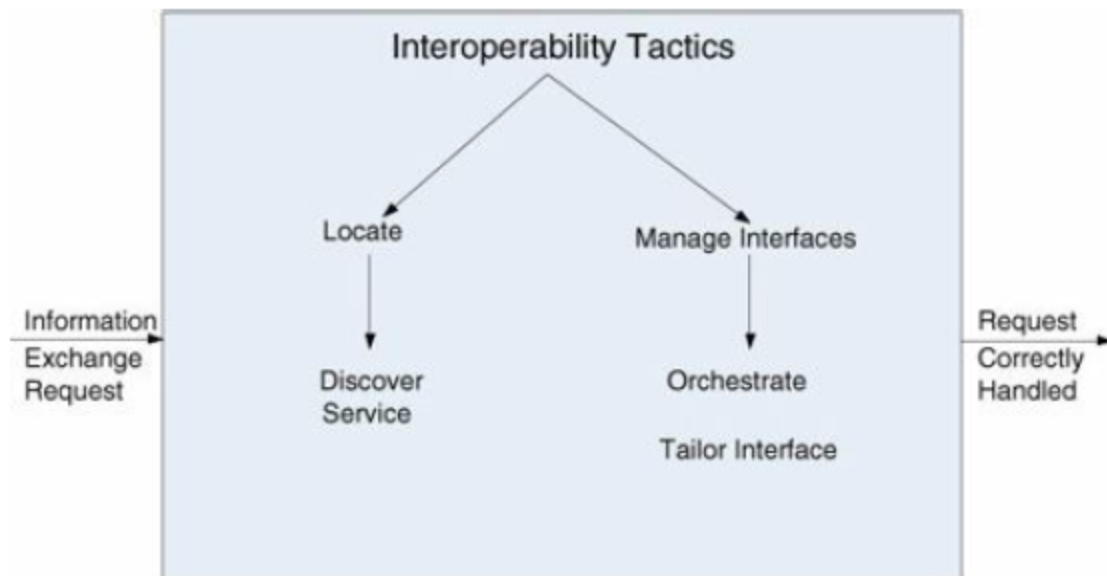 Interoperability Tactics
Locate
Manage Interfaces
Information
Exchange
Request
Discover
Service
Orchestrate
Tailor Interface
Request
Correctly
Handled